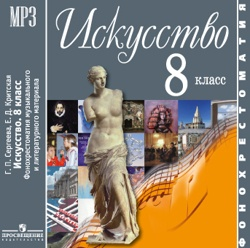 MP3
Искусство
8
класс
Г. П. Сергеева, Е. Д. Критская
Искусство. 8 класс
Фонохрестоматия музыкального
и литературного материала
ФОНОХРЕСТОМАТИЯ
ПРОСВЕЩЕНИЕ